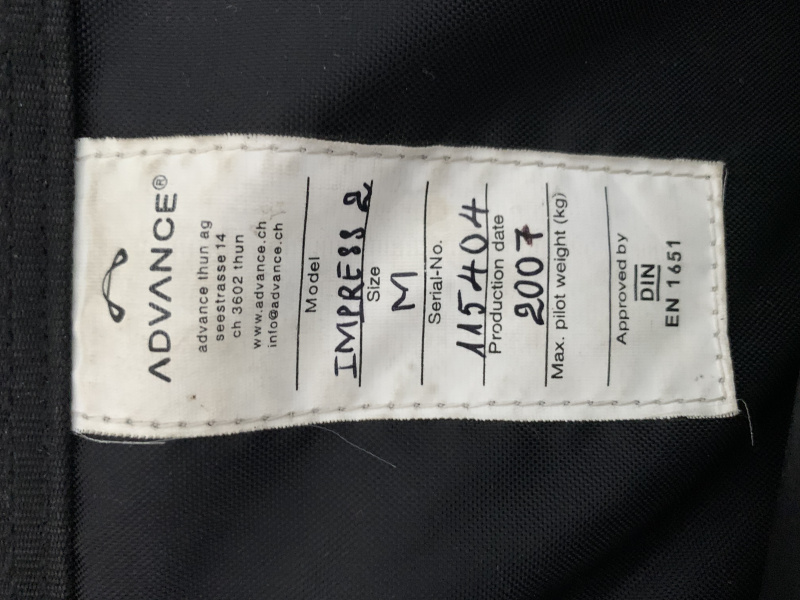 ADVANCE®
advance thun ag
seestrasse 14
ch 3602 thun
www.advance.ch
info@advance.ch
Model
IMPRESS 2
Size
M
Serial-No.
115404
Production date
2007
Max. pilot weight (kg)
Approved by
DIN
EN 1651